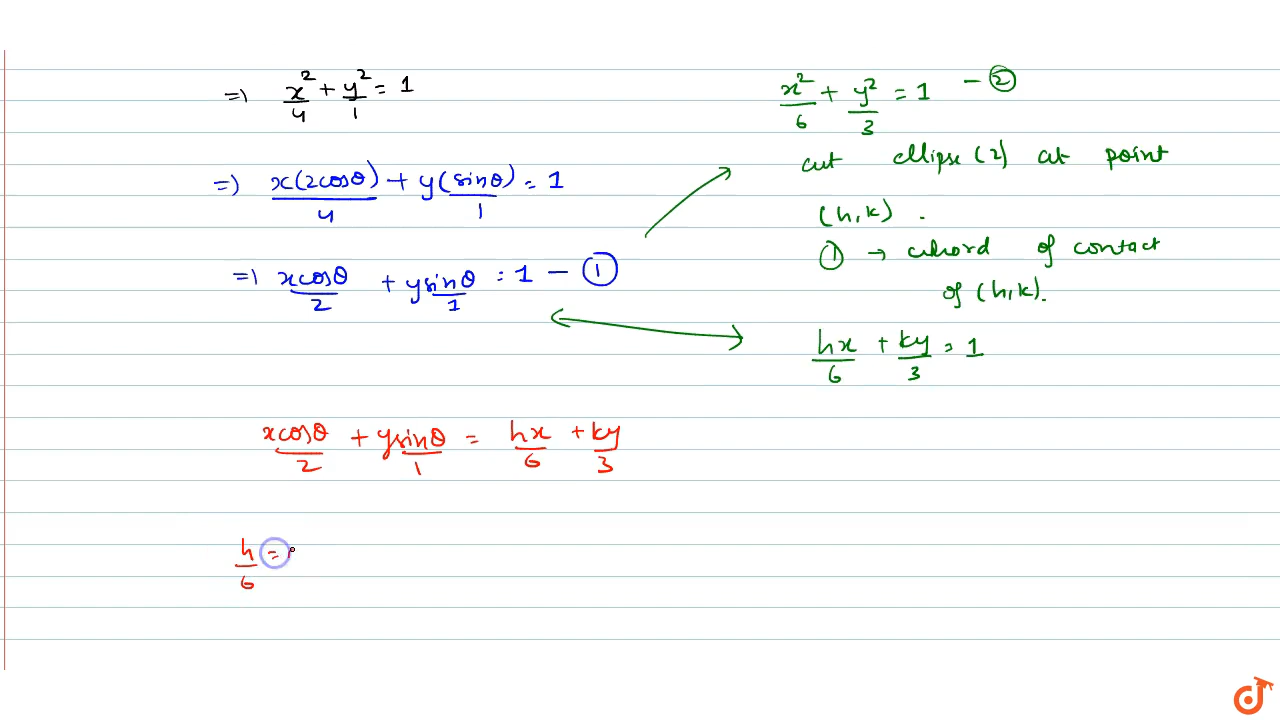 =) x²/4 + y²/1 = 1
=) x(2cosθ)/4 + y(sinθ)/1 = 1
=) xcosθ/2 + ysinθ/1 = 1 - ①
x²/6 + y²/3 = 1 - ②
cut ellipse (2) at point
(h,k) .
① → chord of contact
of (h,k).
hx/6 + ky/3 = 1
xcosθ/2 + ysinθ/1 = hx/6 + ky/3
h/6 =